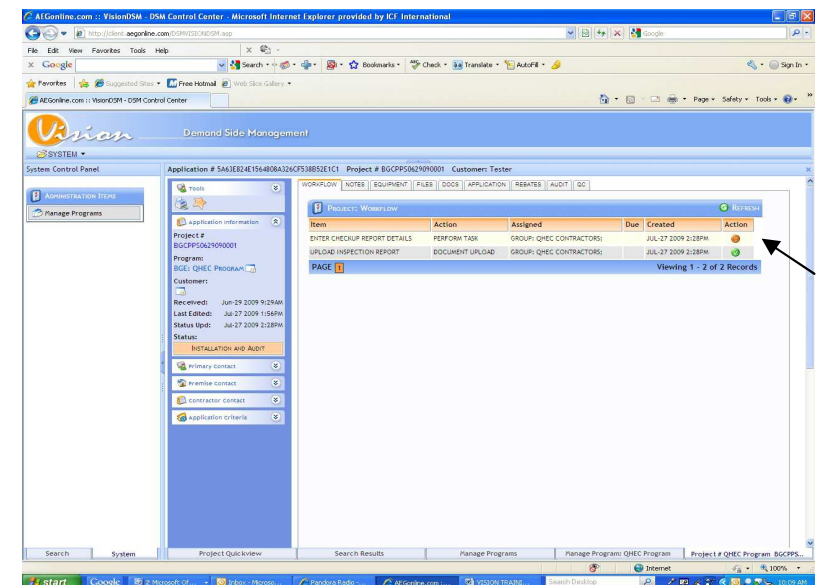 AEGonline.com :: VisionDSM - DSM Control Center - Microsoft Internet Explorer provided by ICF International
http://client.aegonline.com/DSMVISIONDSM.asp
Google
File Edit View Favorites Tools Help
x Google Search Bookmarks Check Translate AutoFill Sign In
Favorites Suggested Sites Free Hotmail Web Slice Gallery
AEGonline.com :: VisionDSM - DSM Control Center Page Safety Tools
Vision Demand Side Management
SYSTEM
System Control Panel
Application # 5A63E824E1564808A326CF538B52E1C1 Project # BGCPPS0629090001 Customer: Tester
Administration Items
Manage Programs
Tools
Application Information
Project #
BGCPPS0629090001
Program:
BGE: QHEC Program
Customer:
Received: Jun-29 2009 9:29AM
Last Edited: Jul-27 2009 1:56PM
Status Upd: Jul-27 2009 2:28PM
Status:
Installation and Audit
Primary Contact
Premise Contact
Contractor Contact
Application Criteria
WORKFLOW NOTES EQUIPMENT FILES DOCS APPLICATION REBATES AUDIT QC
Project: Workflow Refresh
Item Action Assigned Due Created Action
ENTER CHECKUP REPORT DETAILS PERFORM TASK GROUP: QHEC CONTRACTORS; JUL-27 2009 2:28PM
UPLOAD INSPECTION REPORT DOCUMENT UPLOAD GROUP: QHEC CONTRACTORS; JUL-27 2009 2:28PM
PAGE 1 Viewing 1 - 2 of 2 Records
Search System Project Quickview Search Results Manage Programs Manage Program: QHEC Program Project # QHEC Program BGCPPS...
Internet 100%
start Google 2 Microsoft Of... Inbox - Microso... Pandora Radio - ... AEGonline.com :... VISION TRAINI... Search Desktop 10:09 AM